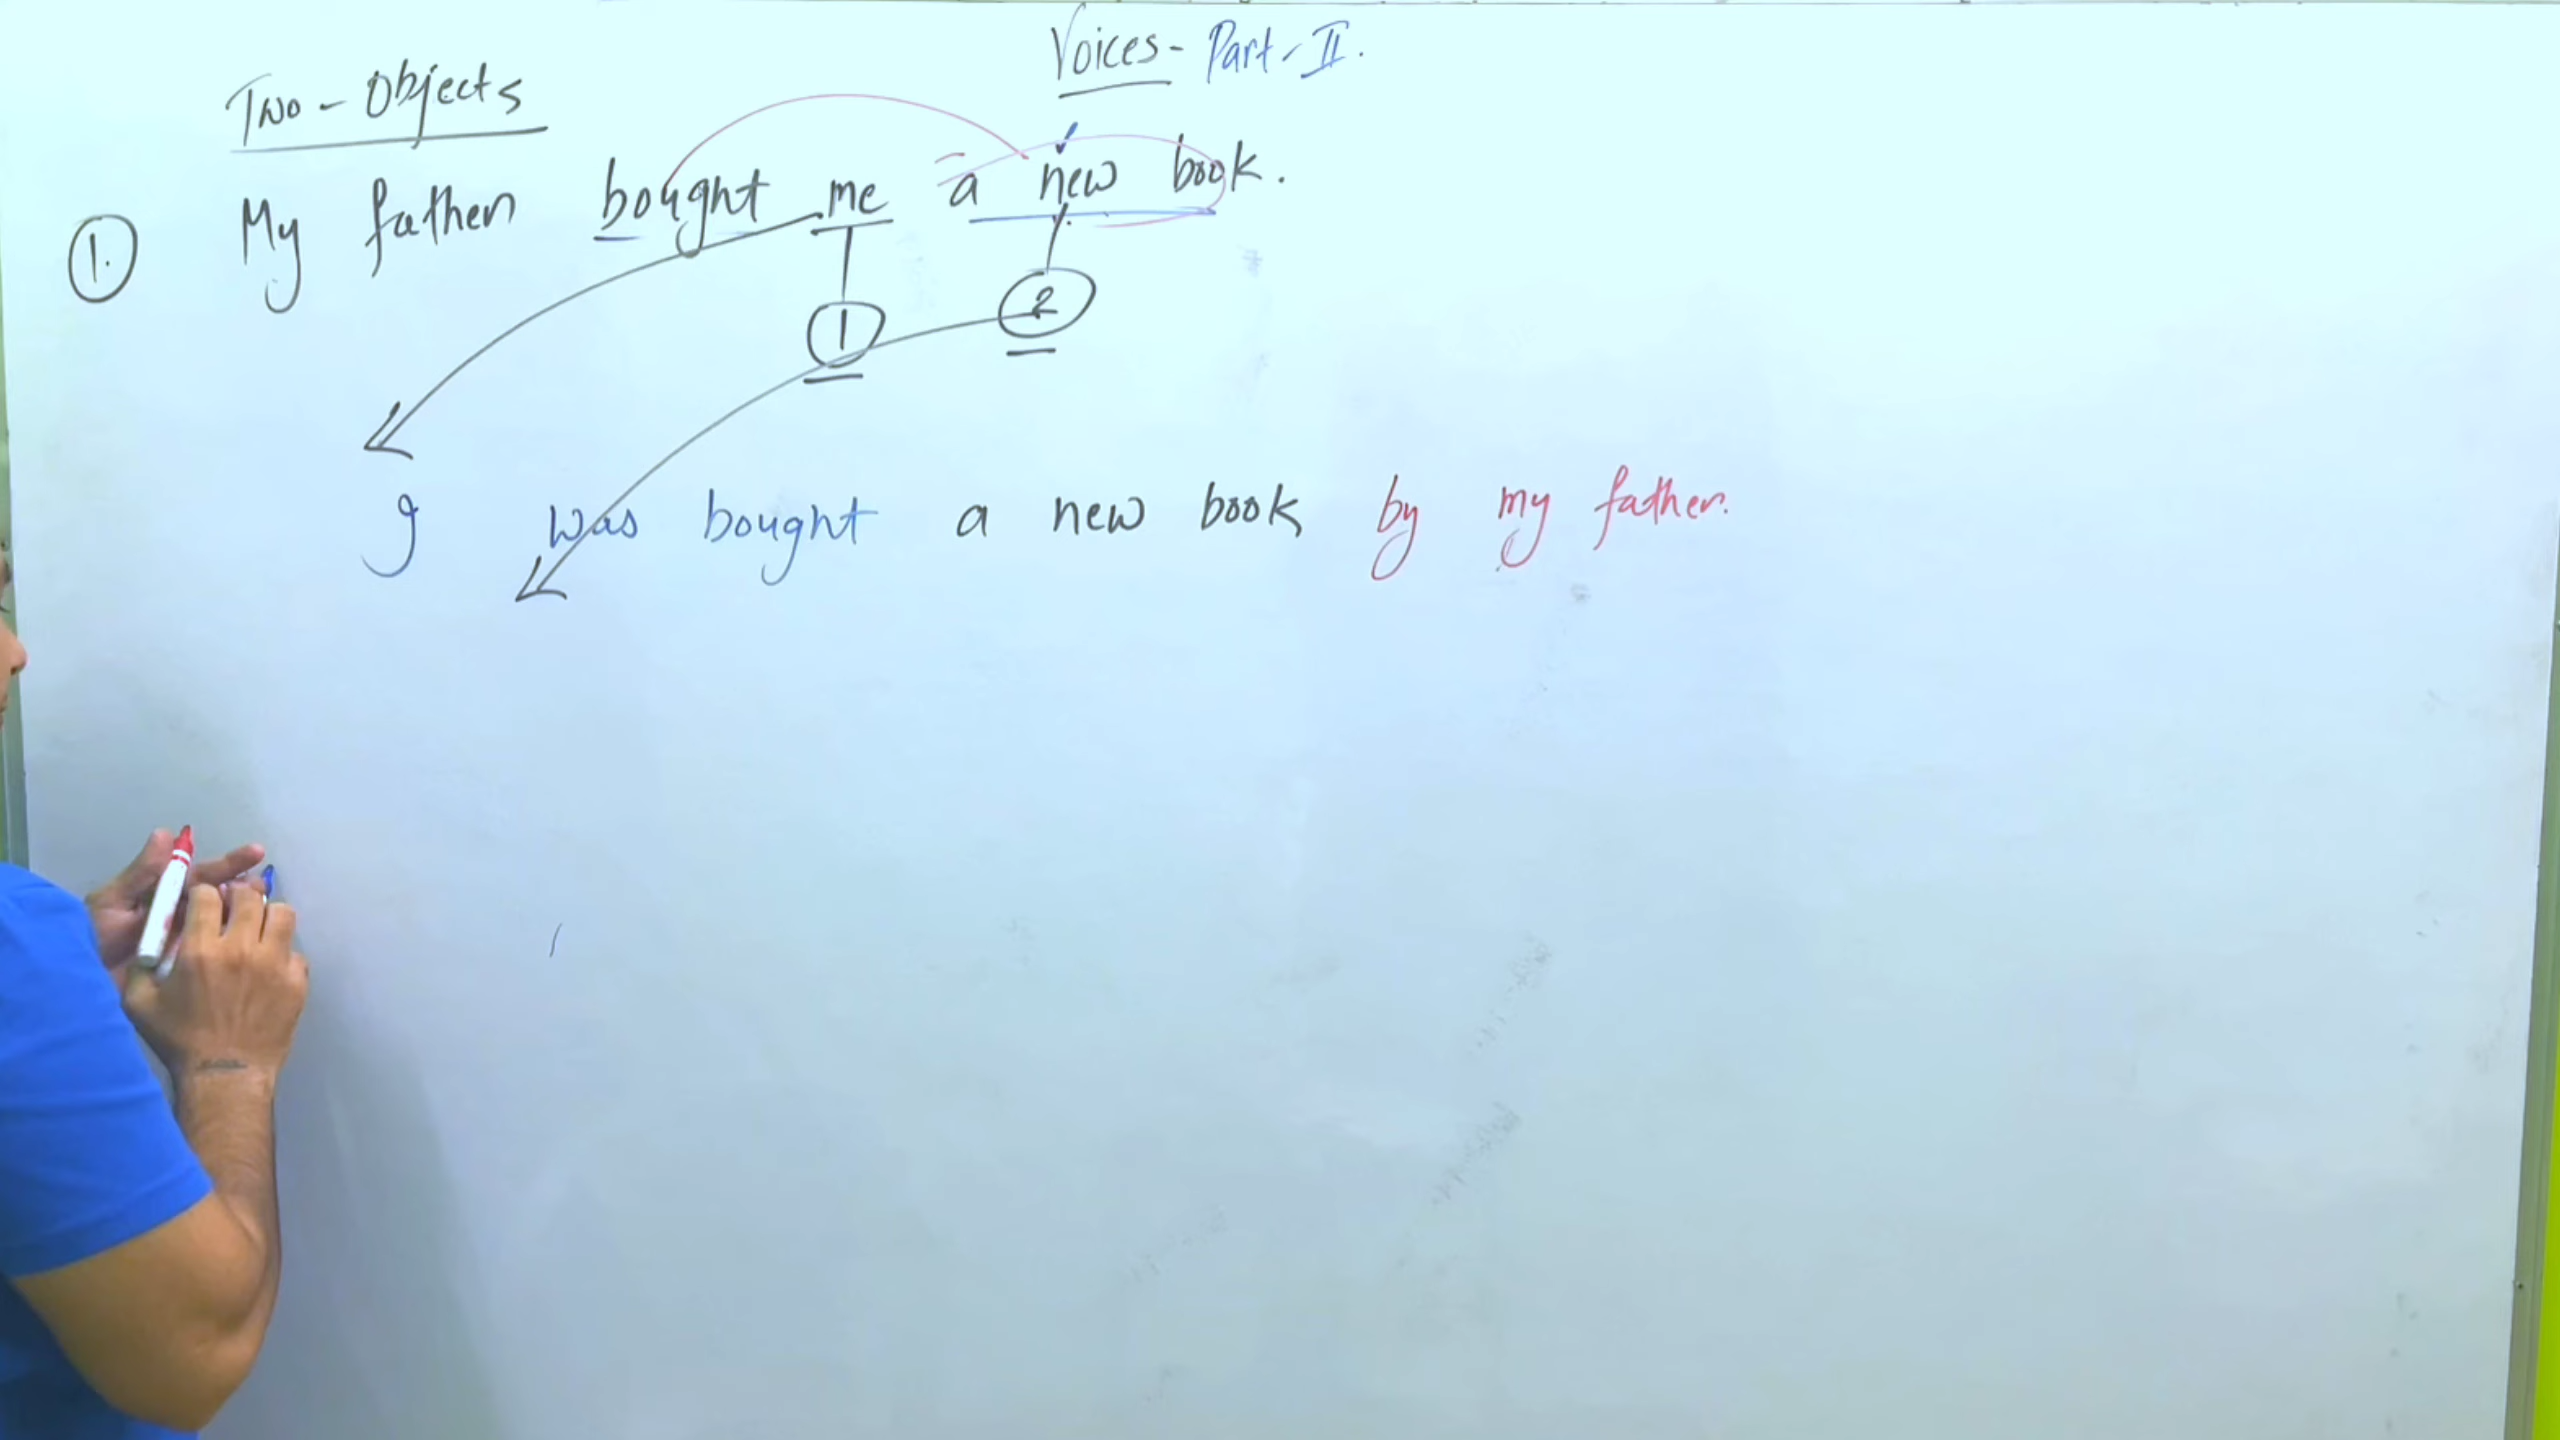 Voices - Part - II.
Two - Objects
1. My father bought me a new book.
1 2
I was bought a new book by my father.